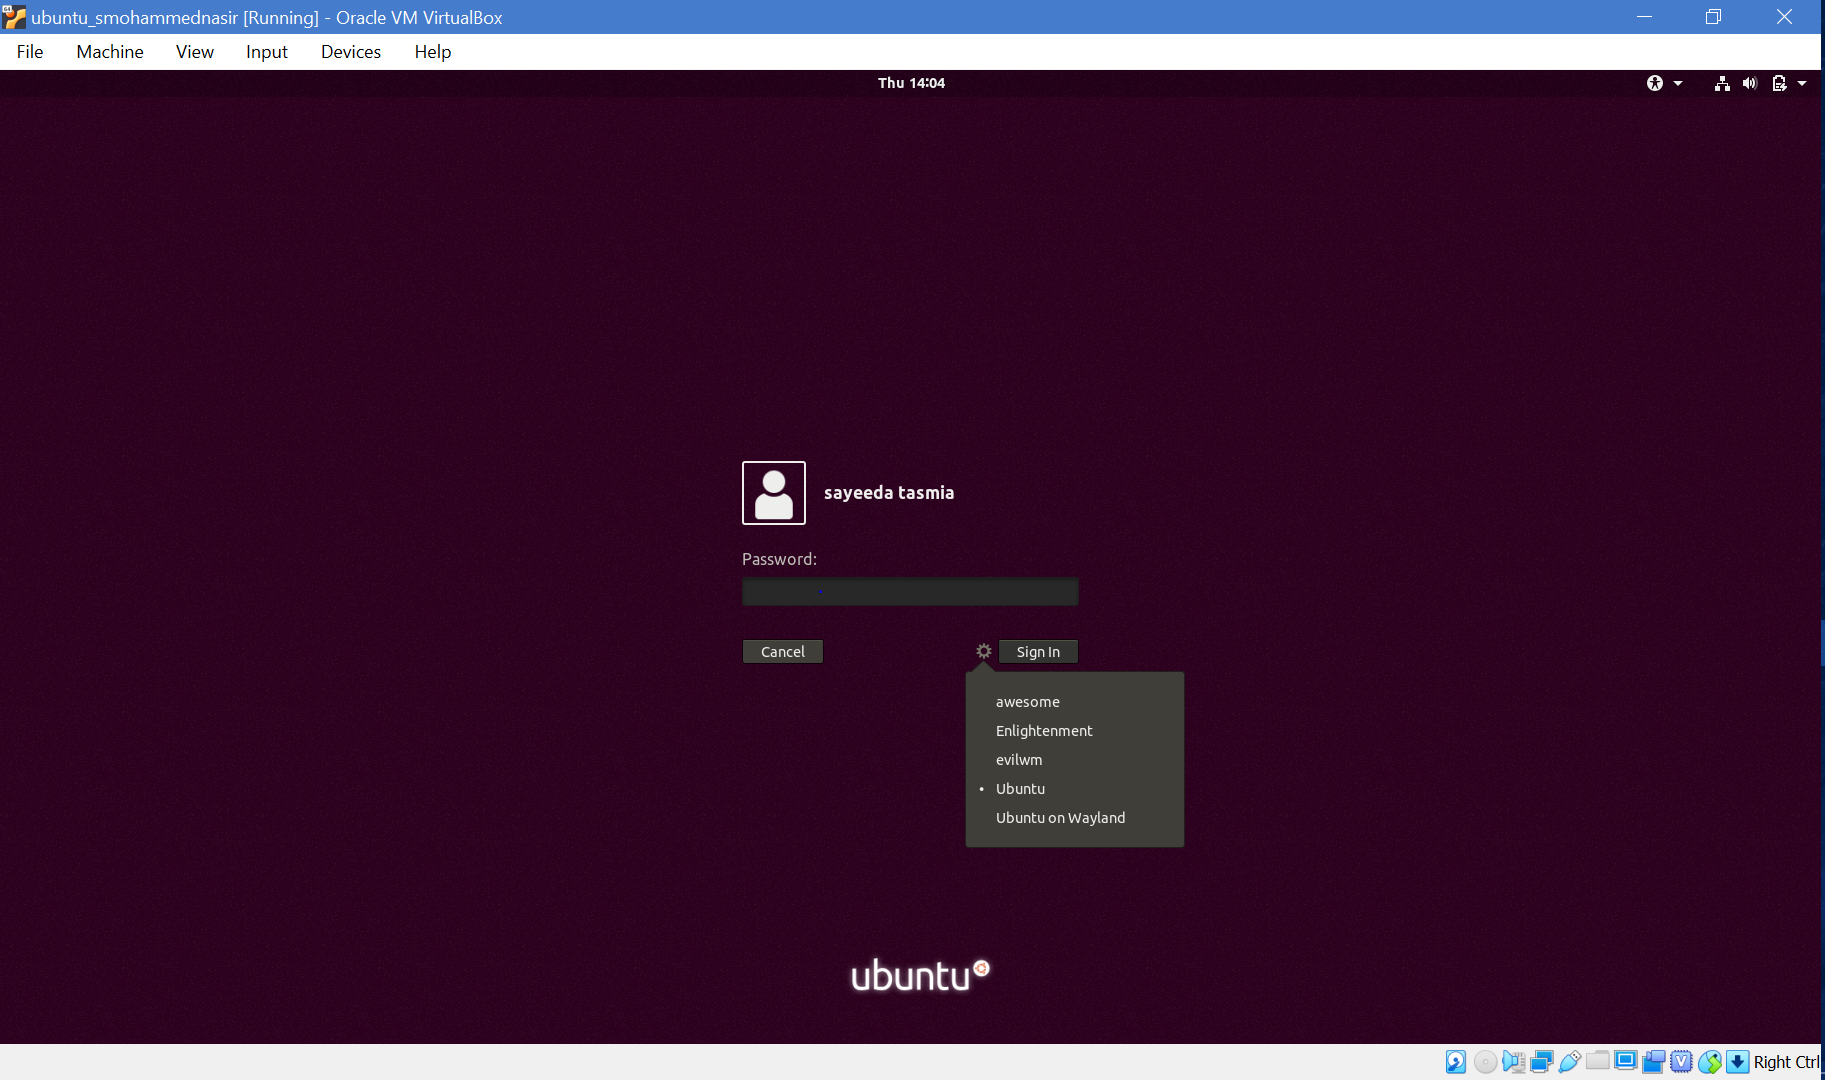 ubuntu_smohammednasir [Running] - Oracle VM VirtualBox
File Machine View Input Devices Help
Thu 14:04
sayeeda tasmia
Password:
Cancel
Sign In
awesome
Enlightenment
evilwm
• Ubuntu
Ubuntu on Wayland
ubuntu
Right Ctrl